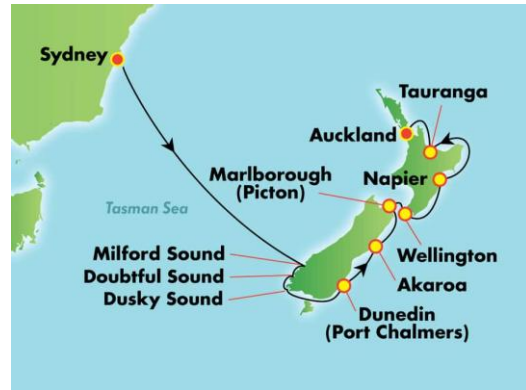 Sydney
Tauranga
Auckland
Marlborough
(Picton)
Napier
Tasman Sea
Wellington
Milford Sound
Doubtful Sound
Akaroa
Dusky Sound
Dunedin
(Port Chalmers)